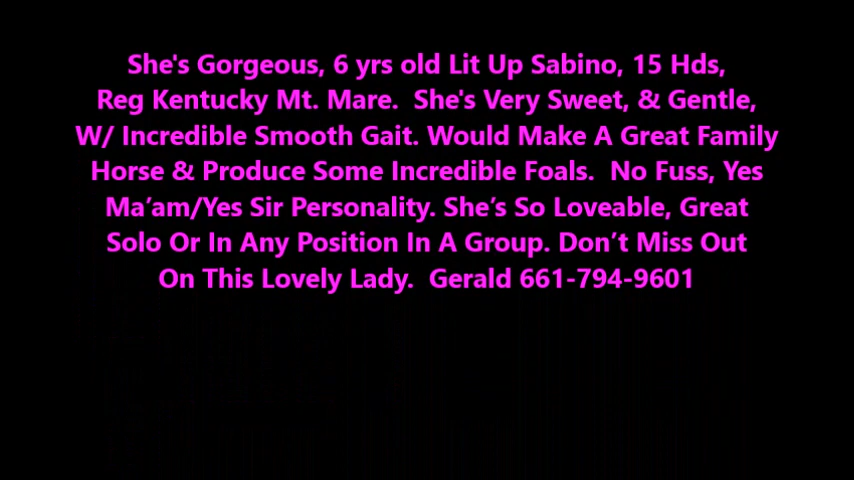 She's Gorgeous, 6 yrs old Lit Up Sabino, 15 Hds,
Reg Kentucky Mt. Mare.  She's Very Sweet, & Gentle,
W/ Incredible Smooth Gait. Would Make A Great Family
Horse & Produce Some Incredible Foals.  No Fuss, Yes
Ma’am/Yes Sir Personality. She’s So Loveable, Great
Solo Or In Any Position In A Group. Don’t Miss Out
On This Lovely Lady.  Gerald 661-794-9601